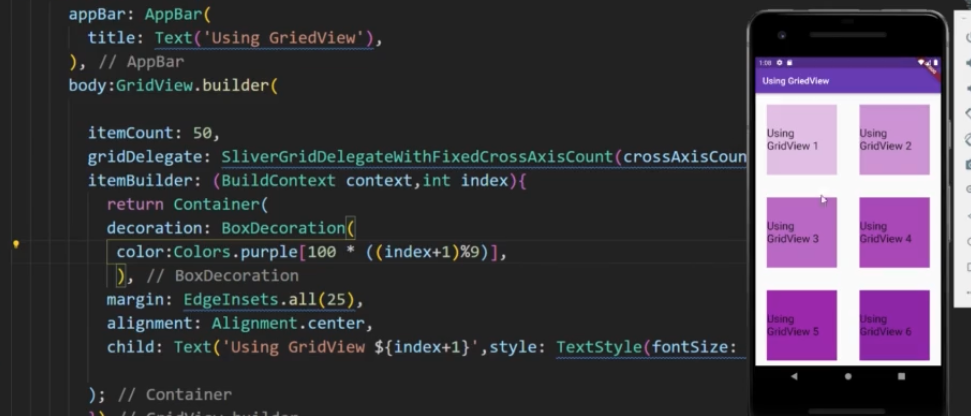 appBar: AppBar(
title: Text('Using GriedView'),
), // AppBar
body:GridView.builder(
itemCount: 50,
gridDelegate: SliverGridDelegateWithFixedCrossAxisCount(crossAxisCoun
itemBuilder: (BuildContext context,int index){
return Container(
decoration: BoxDecoration(
color:Colors.purple[100 * ((index+1)%9)],
), // BoxDecoration
margin: EdgeInsets.all(25),
alignment: Alignment.center,
child: Text('Using GridView ${index+1}',style: TextStyle(fontSize:
); // Container
}) // GridView.builder
1:08
Using GriedView
Using
GridView 1
Using
GridView 2
Using
GridView 3
Using
GridView 4
Using
GridView 5
Using
GridView 6